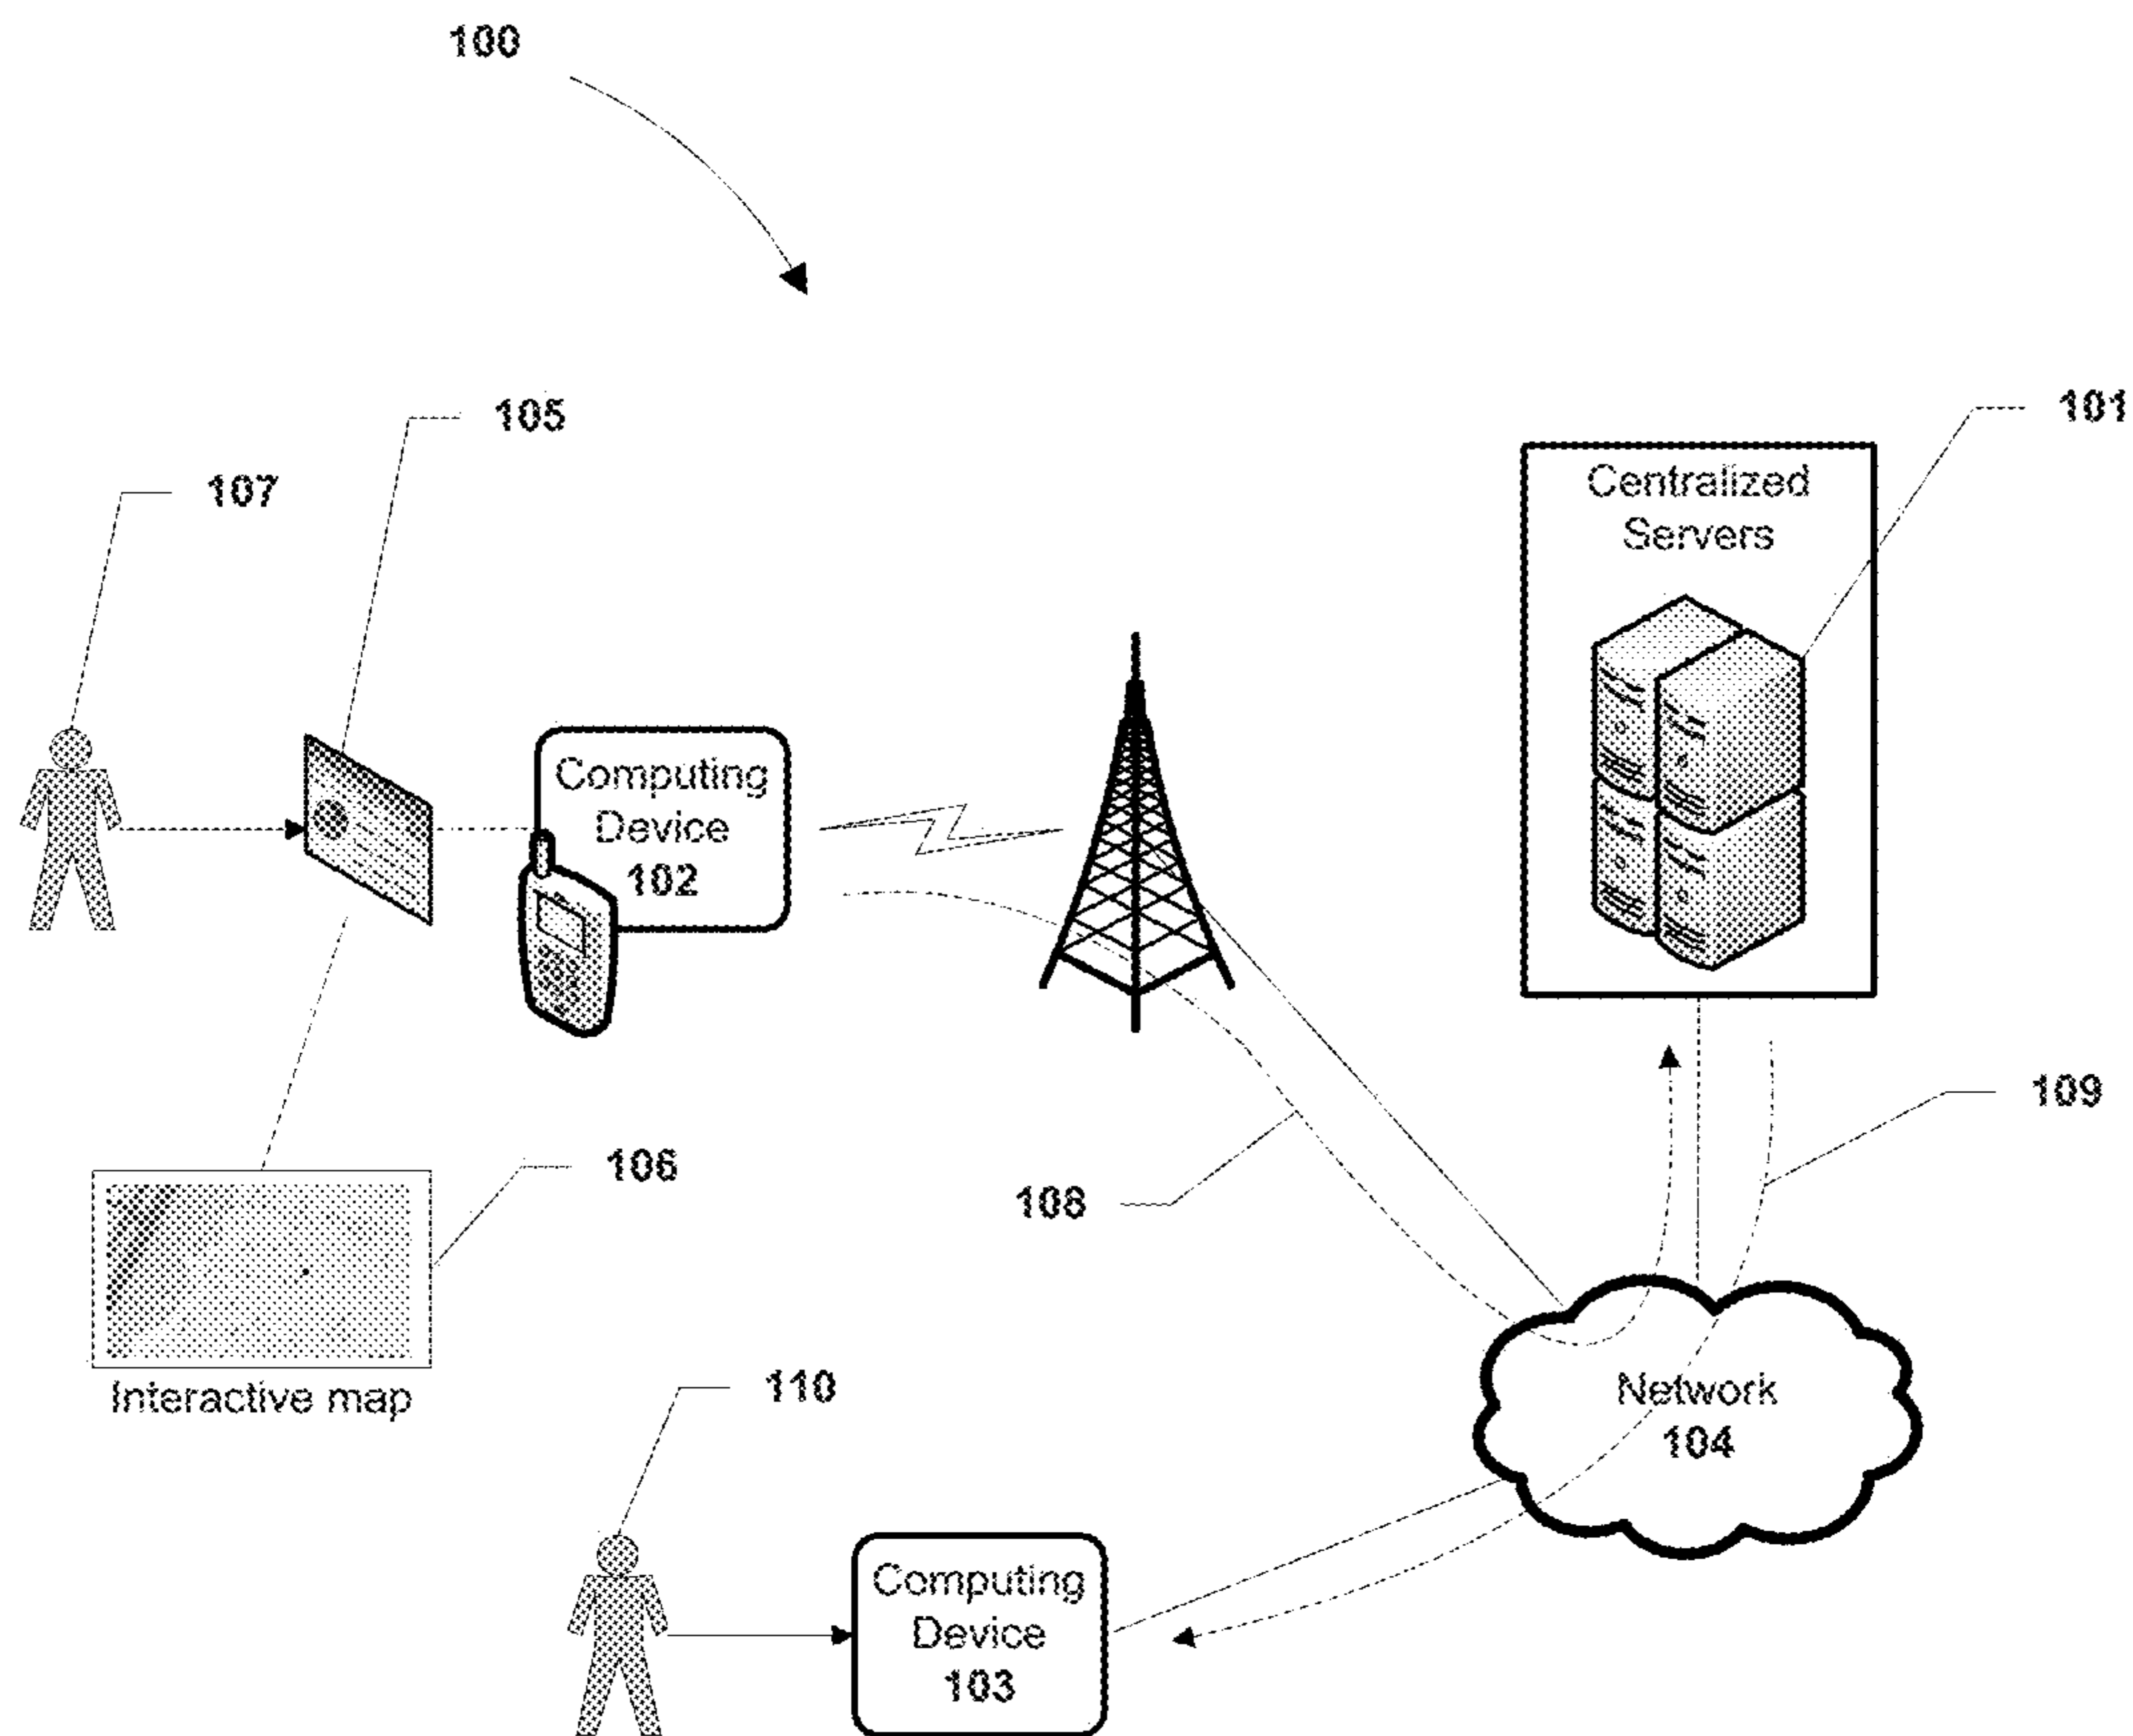 100
105
101
107
Centralized
Servers
Computing
Device
102
109
106
108
Interactive map
110
Network
104
Computing
Device
103